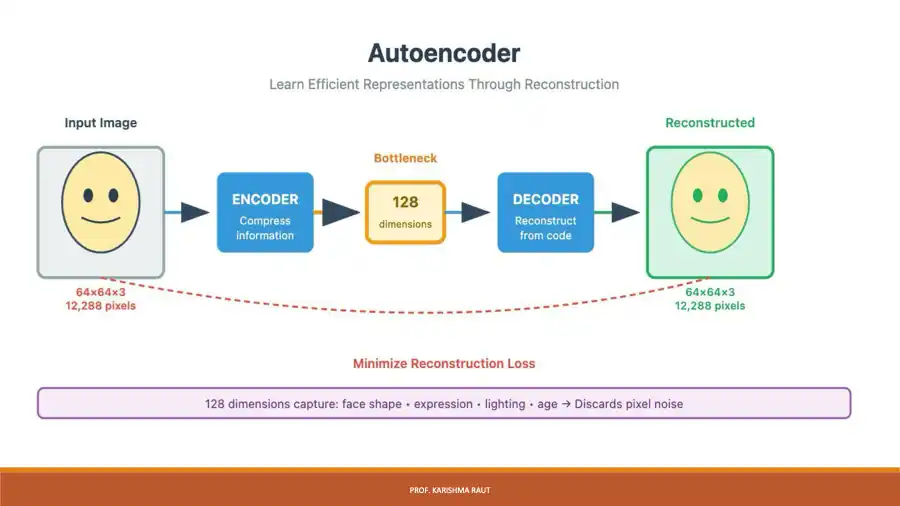 Autoencoder
Learn Efficient Representations Through Reconstruction
Input Image
Reconstructed
Bottleneck
ENCODER
Compress
information
128
dimensions
DECODER
Reconstruct
from code
64×64×3
12,288 pixels
64×64×3
12,288 pixels
Minimize Reconstruction Loss
128 dimensions capture: face shape • expression • lighting • age → Discards pixel noise
PROF. KARISHMA RAUT